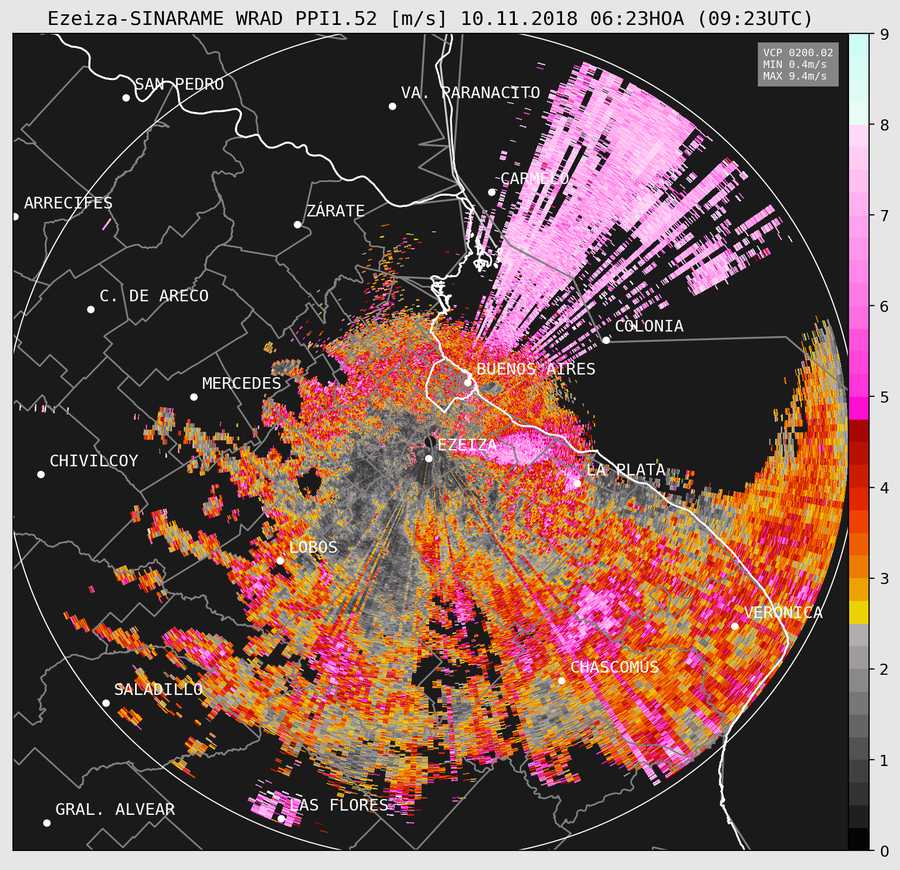 Ezeiza-SINARAME WRAD PPI1.52 [m/s] 10.11.2018 06:23HOA (09:23UTC)
VCP 0200.02
MIN 0.4m/s
MAX 9.4m/s
SAN PEDRO
VA. PARANACITO
CARMELO
ARRECIFES
ZÁRATE
C. DE ARECO
COLONIA
BUENOS AIRES
MERCEDES
EZEIZA
CHIVILCOY
LA PLATA
LOBOS
VERÓNICA
CHASCOMÚS
SALADILLO
LAS FLORES
GRAL. ALVEAR
9
8
7
6
5
4
3
2
1
0